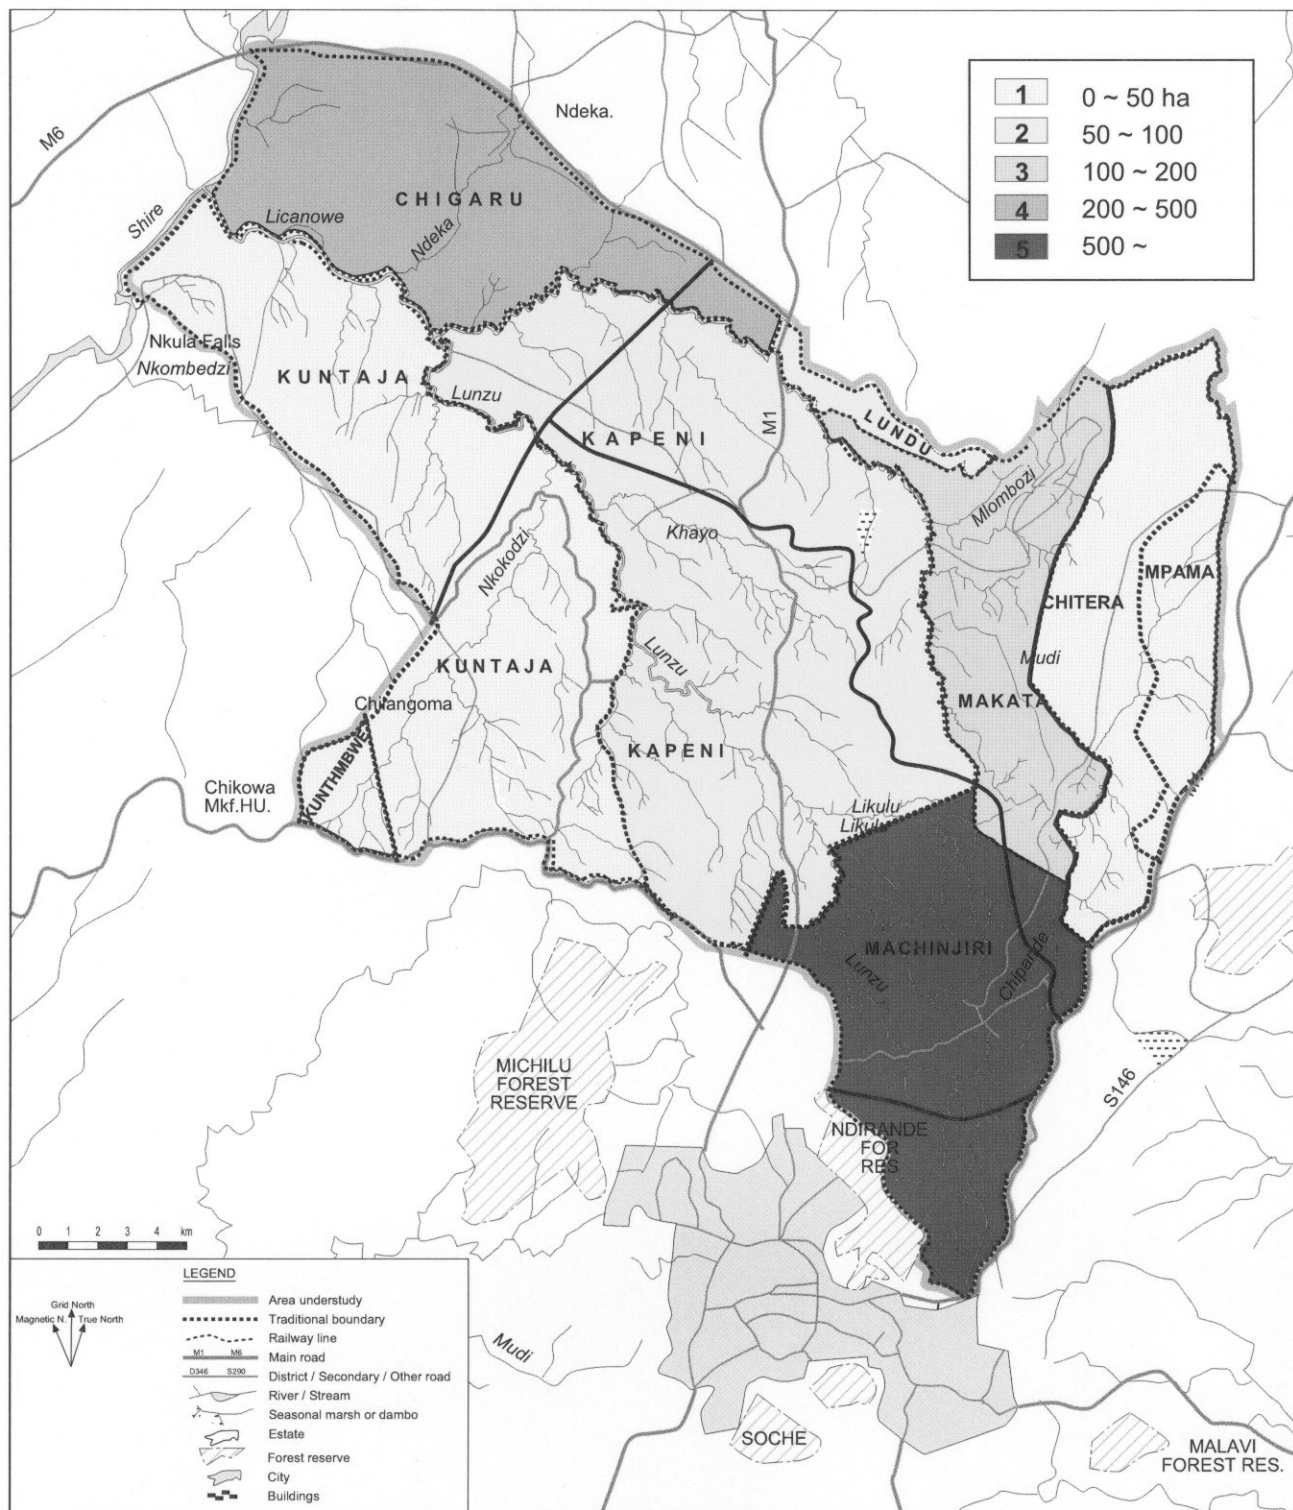 1 0 ~ 50 ha
2 50 ~ 100
3 100 ~ 200
4 200 ~ 500
5 500 ~
M6
Ndeka.
Shire
CHIGARU
Licanowe
Ndeka
Nkula Falls
Nkombedzi
KUNTAJA
Lunzu
KAPENI
M1
LUNDU
Mlombozi
Khayo
Nkokodzi
MPAMA
CHITERA
Lunzu
KUNTAJA
Mudi
Chilangoma
MAKATA
KAPENI
KUNTHMBWE
Chikowa
Mkf.HU.
Likulu
Likulu
MACHINJIRI
Lunzu
Chipande
MICHILU
FOREST
RESERVE
S146
NDIRANDE
FOR
RES
0 1 2 3 4 km
LEGEND
Grid North
Magnetic N. True North
Area understudy
Traditional boundary
Railway line
M1 M6
Main road
D346 S290
District / Secondary / Other road
River / Stream
Seasonal marsh or dambo
Estate
Forest reserve
City
Buildings
Mudi
SOCHE
MALAVI
FOREST RES.